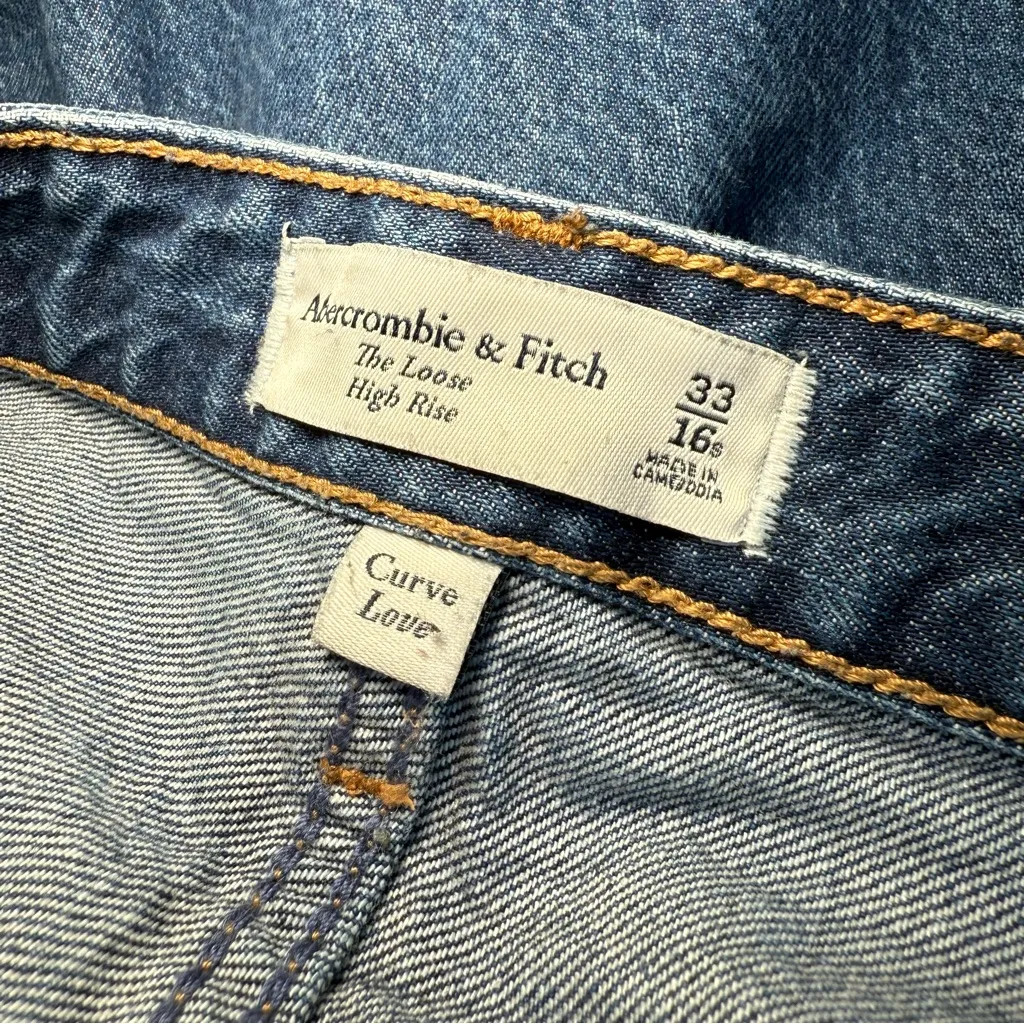 Abercrombie & Fitch
The Loose
High Rise
33
16s
MADE IN
CAMBODIA
Curve
Love